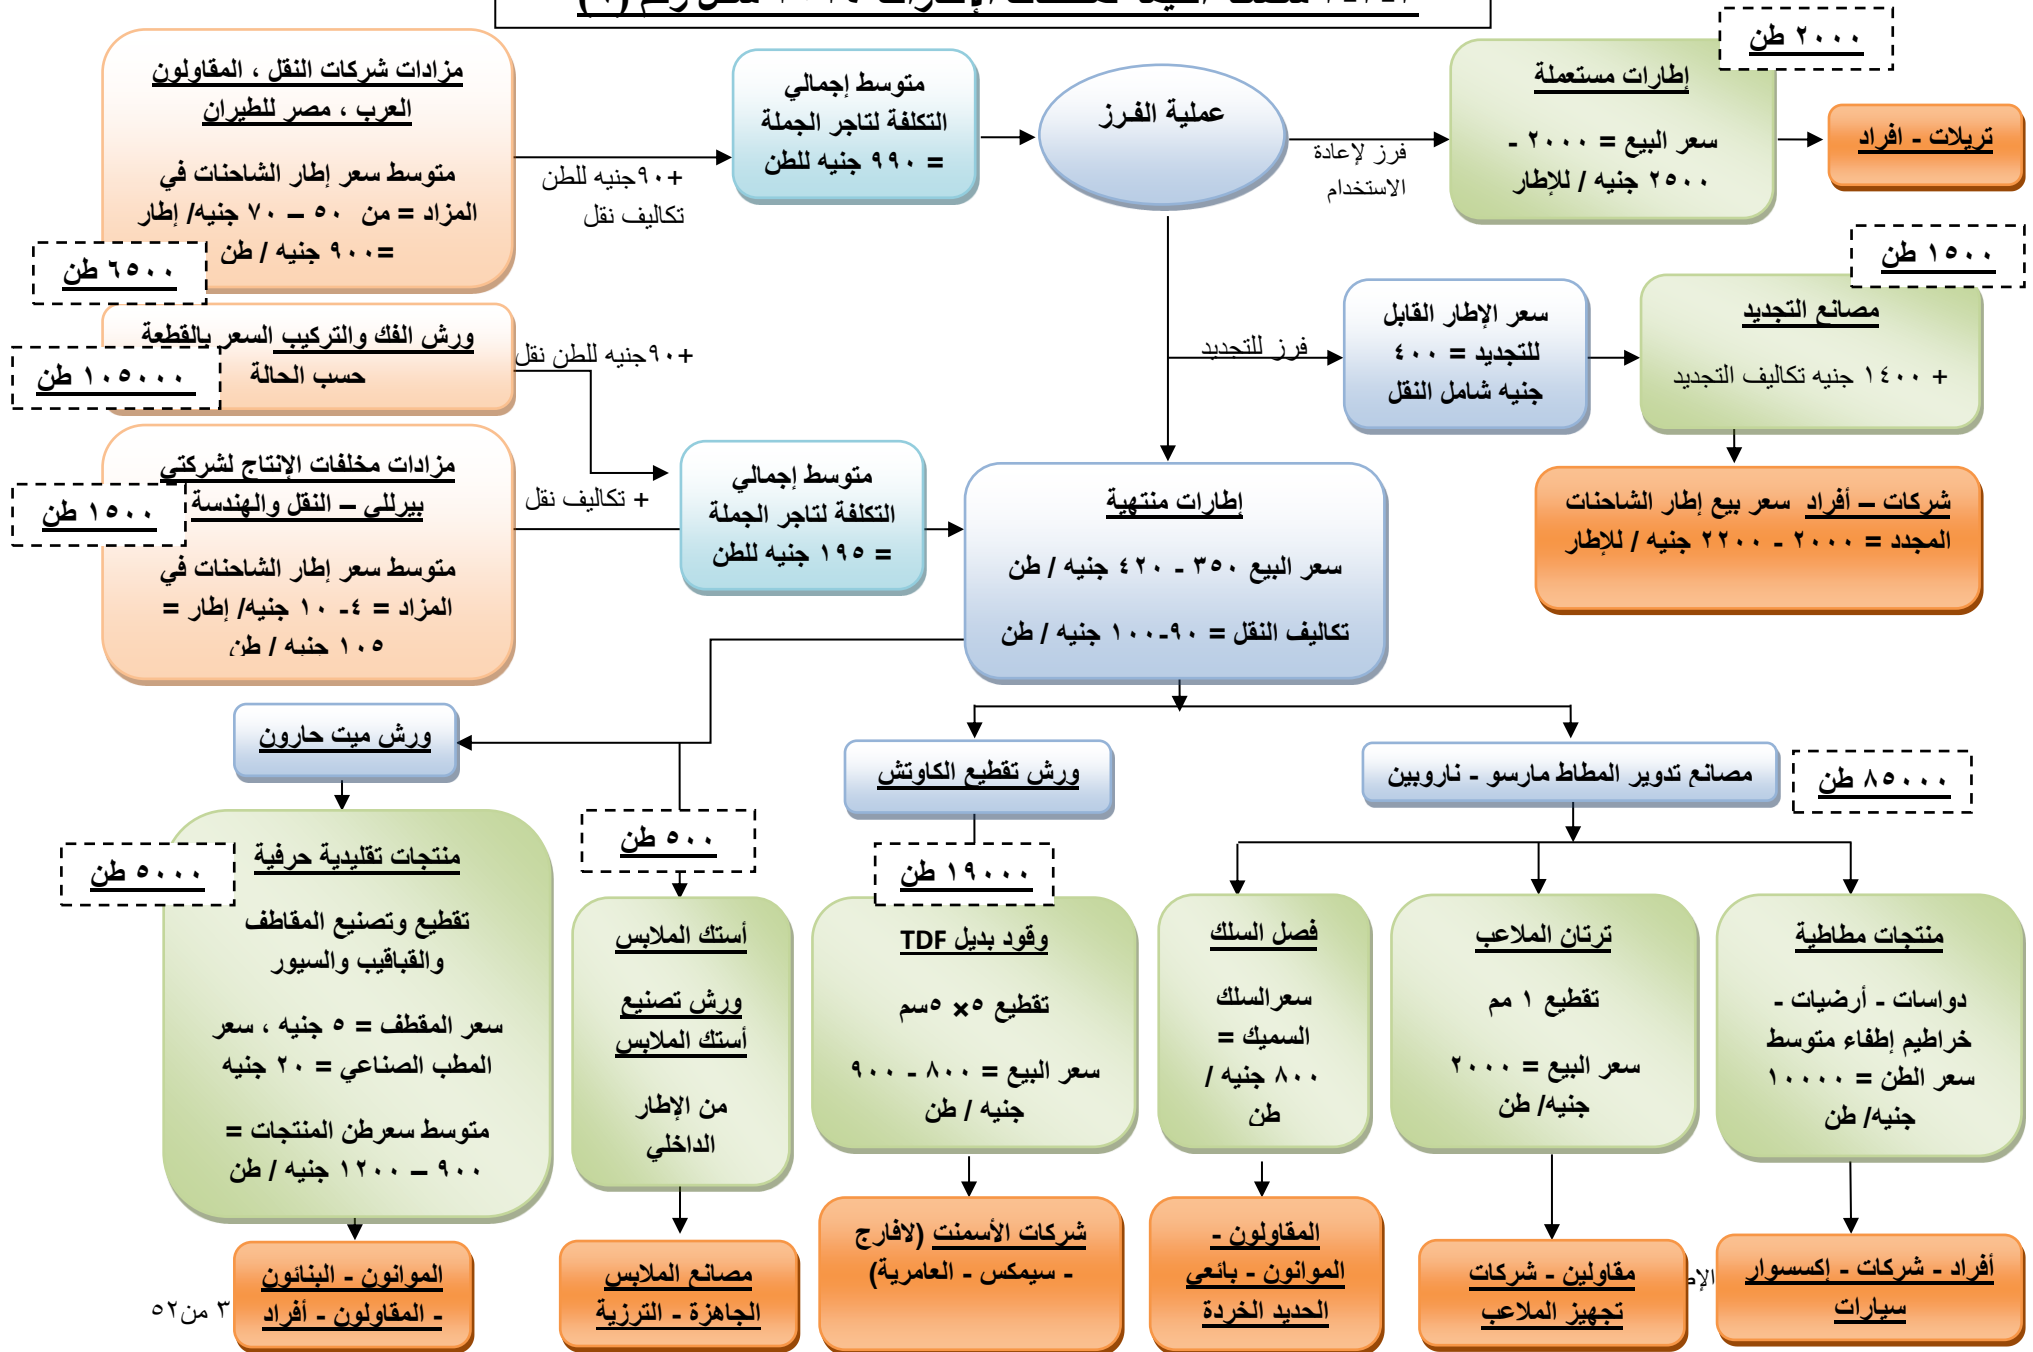 ٢٠٠٠ طن
مزادات شركات النقل ، المقاولون
العرب ، مصر للطيران
متوسط سعر إطار الشاحنات في
المزاد = من ٥٠ – ٧٠ جنيه/ إطار
=٩٠٠ جنيه / طن
٦٥٠٠ طن
+٩٠جنيه للطن
تكاليف نقل
متوسط إجمالي
التكلفة لتاجر الجملة
= ٩٩٠ جنيه للطن
عملية الفرز
فرز لإعادة
الاستخدام
إطارات مستعملة
سعر البيع = ٢٠٠٠ -
٢٥٠٠ جنيه / للإطار
تريلات - افراد
١٥٠٠ طن
ورش الفك والتركيب السعر بالقطعة
حسب الحالة
١٠٥٠٠٠ طن
+٩٠جنيه للطن نقل
فرز للتجديد
سعر الإطار القابل
للتجديد = ٤٠٠
جنيه شامل النقل
مصانع التجديد
+ ١٤٠٠ جنيه تكاليف التجديد
مزادات مخلفات الإنتاج لشركتي
بيرللي – النقل والهندسة
متوسط سعر إطار الشاحنات في
المزاد = ٤- ١٠ جنيه/ إطار =
١٠٥ جنيه / طن
١٥٠٠ طن
+ تكاليف نقل
متوسط إجمالي
التكلفة لتاجر الجملة
= ١٩٥ جنيه للطن
إطارات منتهية
سعر البيع ٣٥٠ - ٤٢٠ جنيه / طن
تكاليف النقل = ٩٠-١٠٠ جنيه / طن
شركات – أفراد سعر بيع إطار الشاحنات
المجدد = ٢٠٠٠ - ٢٢٠٠ جنيه / للإطار
ورش ميت حارون
ورش تقطيع الكاوتش
مصانع تدوير المطاط مارسو - ناروبين
٨٥٠٠٠ طن
٥٠٠٠ طن
٥٠٠ طن
١٩٠٠٠ طن
منتجات تقليدية حرفية
تقطيع وتصنيع المقاطف
والقباقيب والسيور
سعر المقطف = ٥ جنيه ، سعر
المطب الصناعي = ٢٠ جنيه
متوسط سعرطن المنتجات =
٩٠٠ – ١٢٠٠ جنيه / طن
أستك الملابس
ورش تصنيع
أستك الملابس
من الإطار
الداخلي
وقود بديل TDF
تقطيع ٥× ٥سم
سعر البيع = ٨٠٠ - ٩٠٠
جنيه / طن
فصل السلك
سعرالسلك
السميك =
٨٠٠ جنيه /
طن
ترتان الملاعب
تقطيع ١ مم
سعر البيع = ٢٠٠٠
جنيه/ طن
منتجات مطاطية
دواسات - أرضيات -
خراطيم إطفاء متوسط
سعر الطن = ١٠٠٠٠
جنيه/ طن
الموانون - البنائون
- المقاولون - أفراد
مصانع الملابس
الجاهزة - الترزية
شركات الأسمنت (لافارج
- سيمكس - العامرية)
المقاولون -
الموانون - بائعي
الحديد الخردة
مقاولين - شركات
تجهيز الملاعب
أفراد - شركات - إكسسوار
سيارات
٣ من٥٢